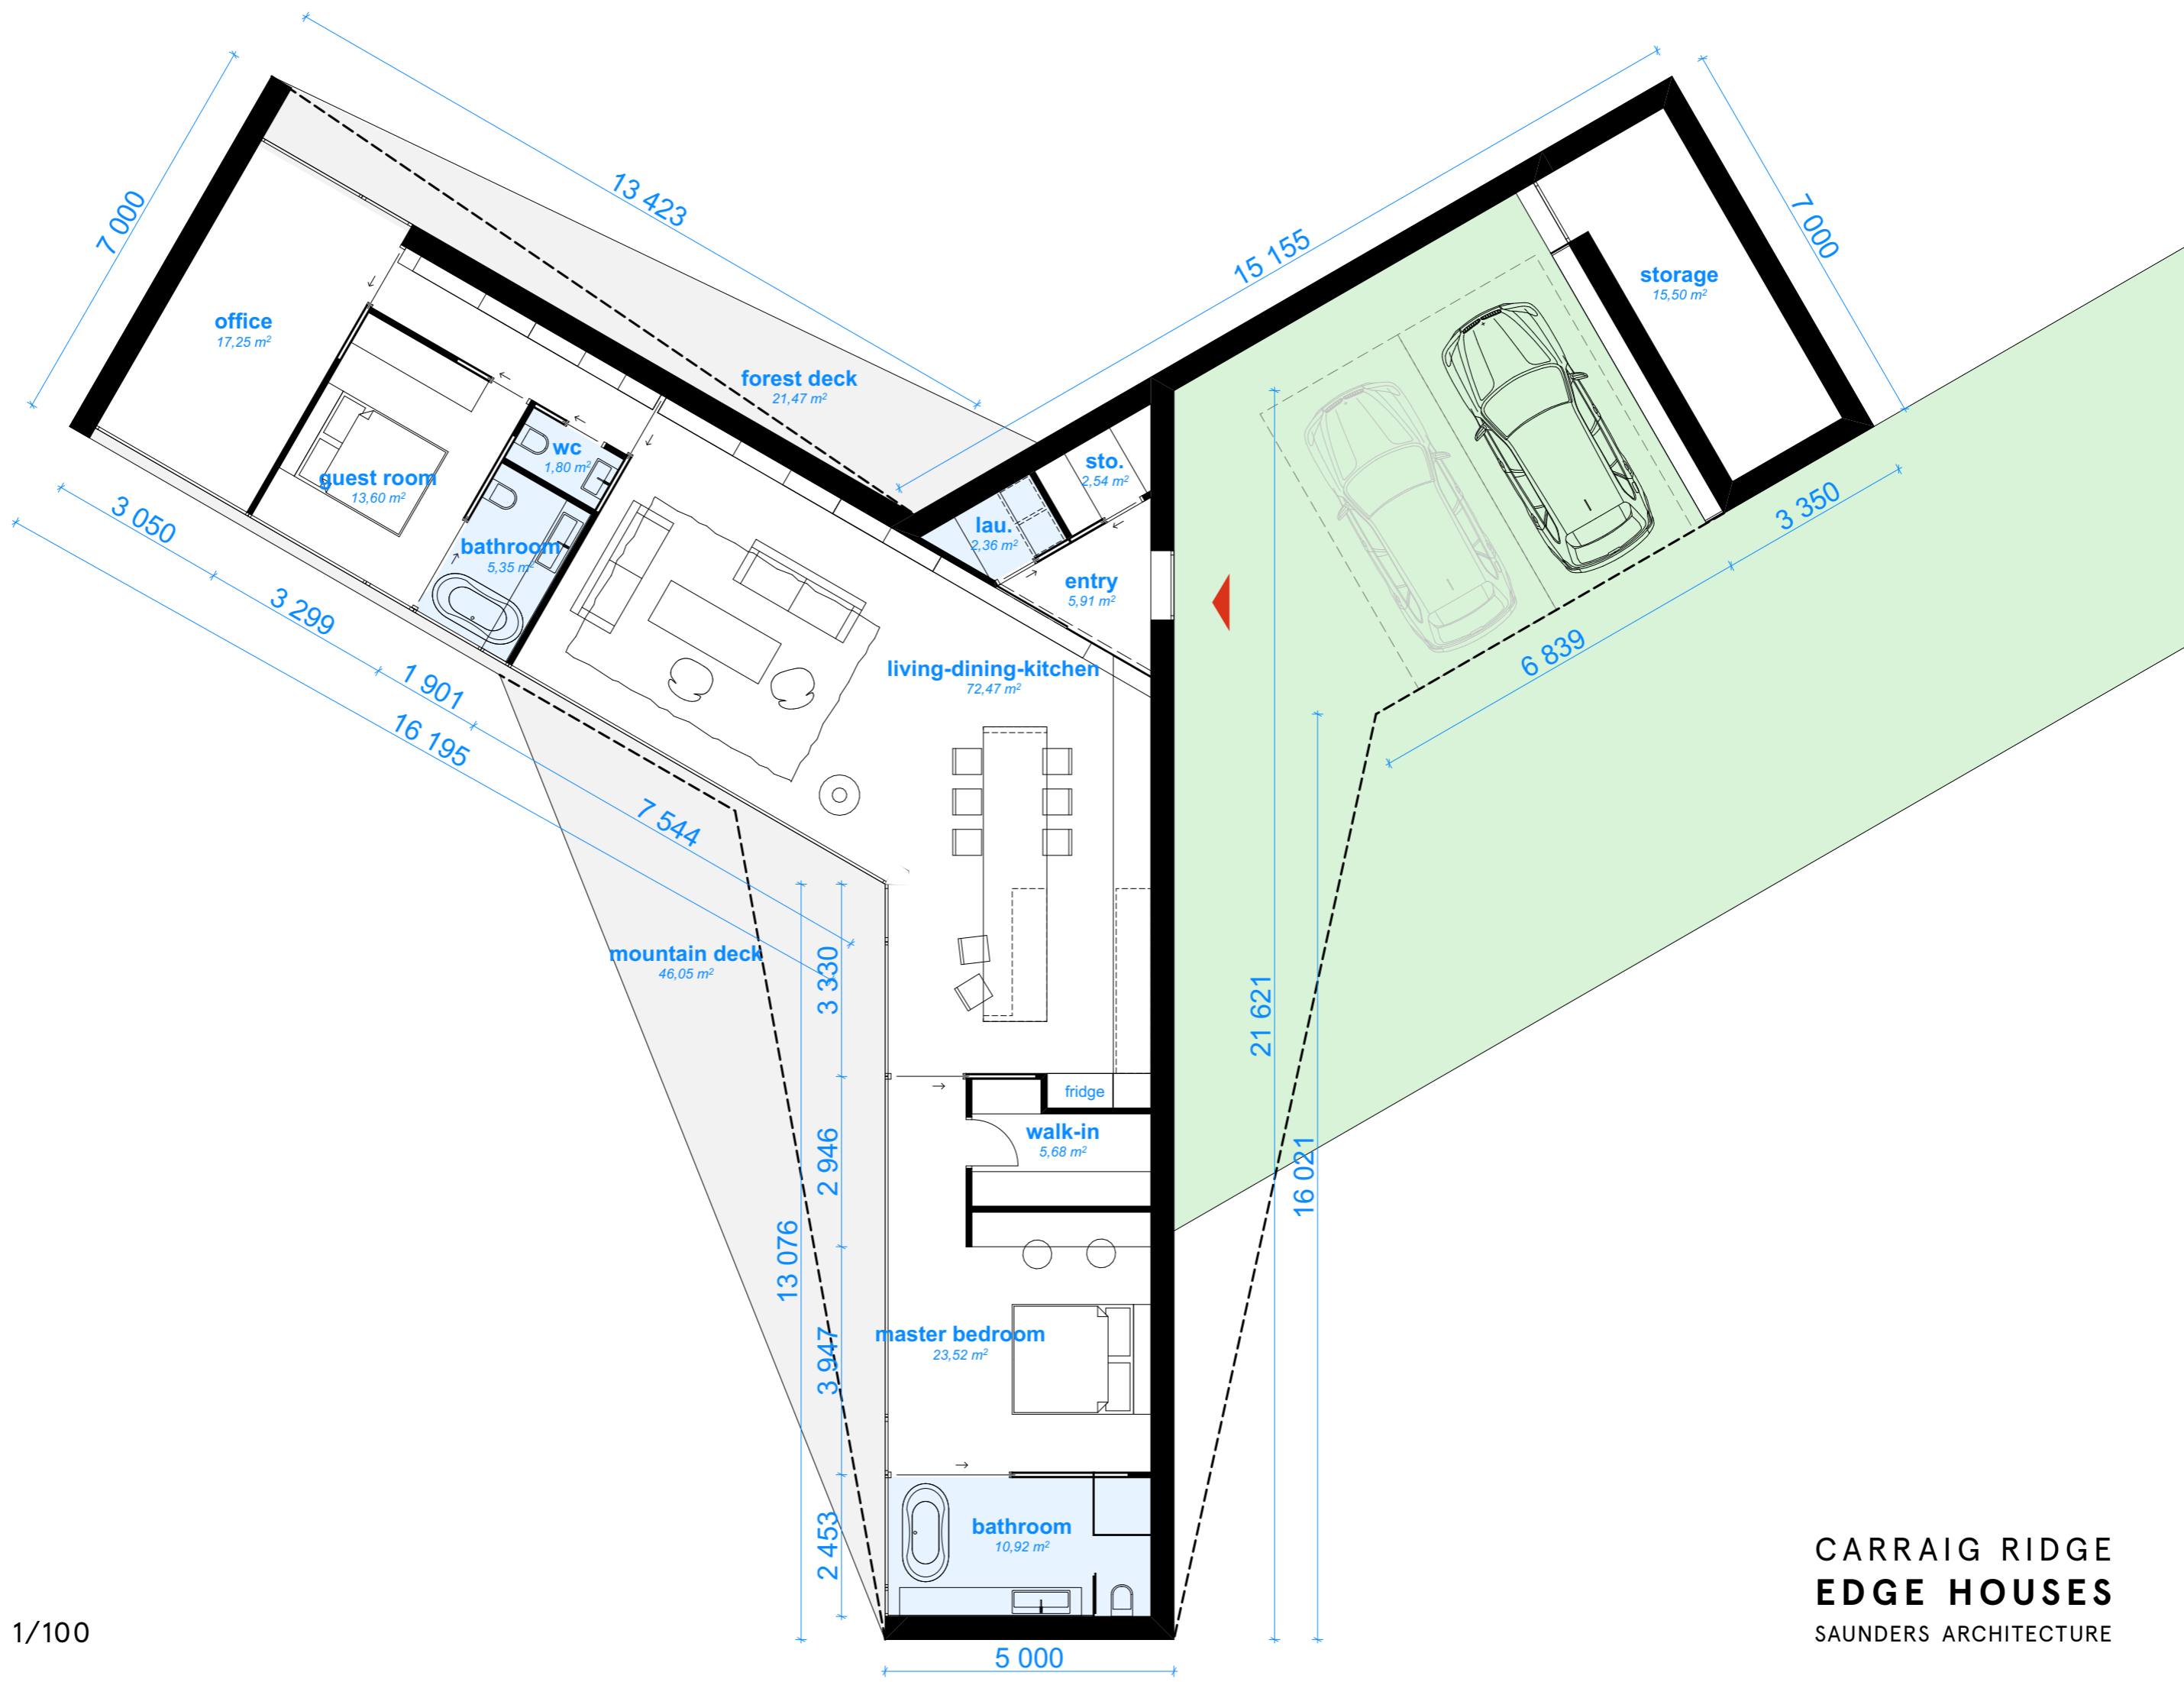 13 423
7 000
15 155
7 000
office
17,25 m²
storage
15,50 m²
forest deck
21,47 m²
guest room
13,60 m²
wc
1,80 m²
sto.
2,54 m²
lau.
2,36 m²
bathroom
5,35 m²
entry
5,91 m²
3 050
3 299
1 901
16 195
7 544
3 350
6 839
living-dining-kitchen
72,47 m²
mountain deck
46,05 m²
3 330
21 621
fridge
walk-in
5,68 m²
2 946
16 021
13 076
3 947
master bedroom
23,52 m²
2 453
bathroom
10,92 m²
5 000
1/100
CARRAIG RIDGE
EDGE HOUSES
SAUNDERS ARCHITECTURE